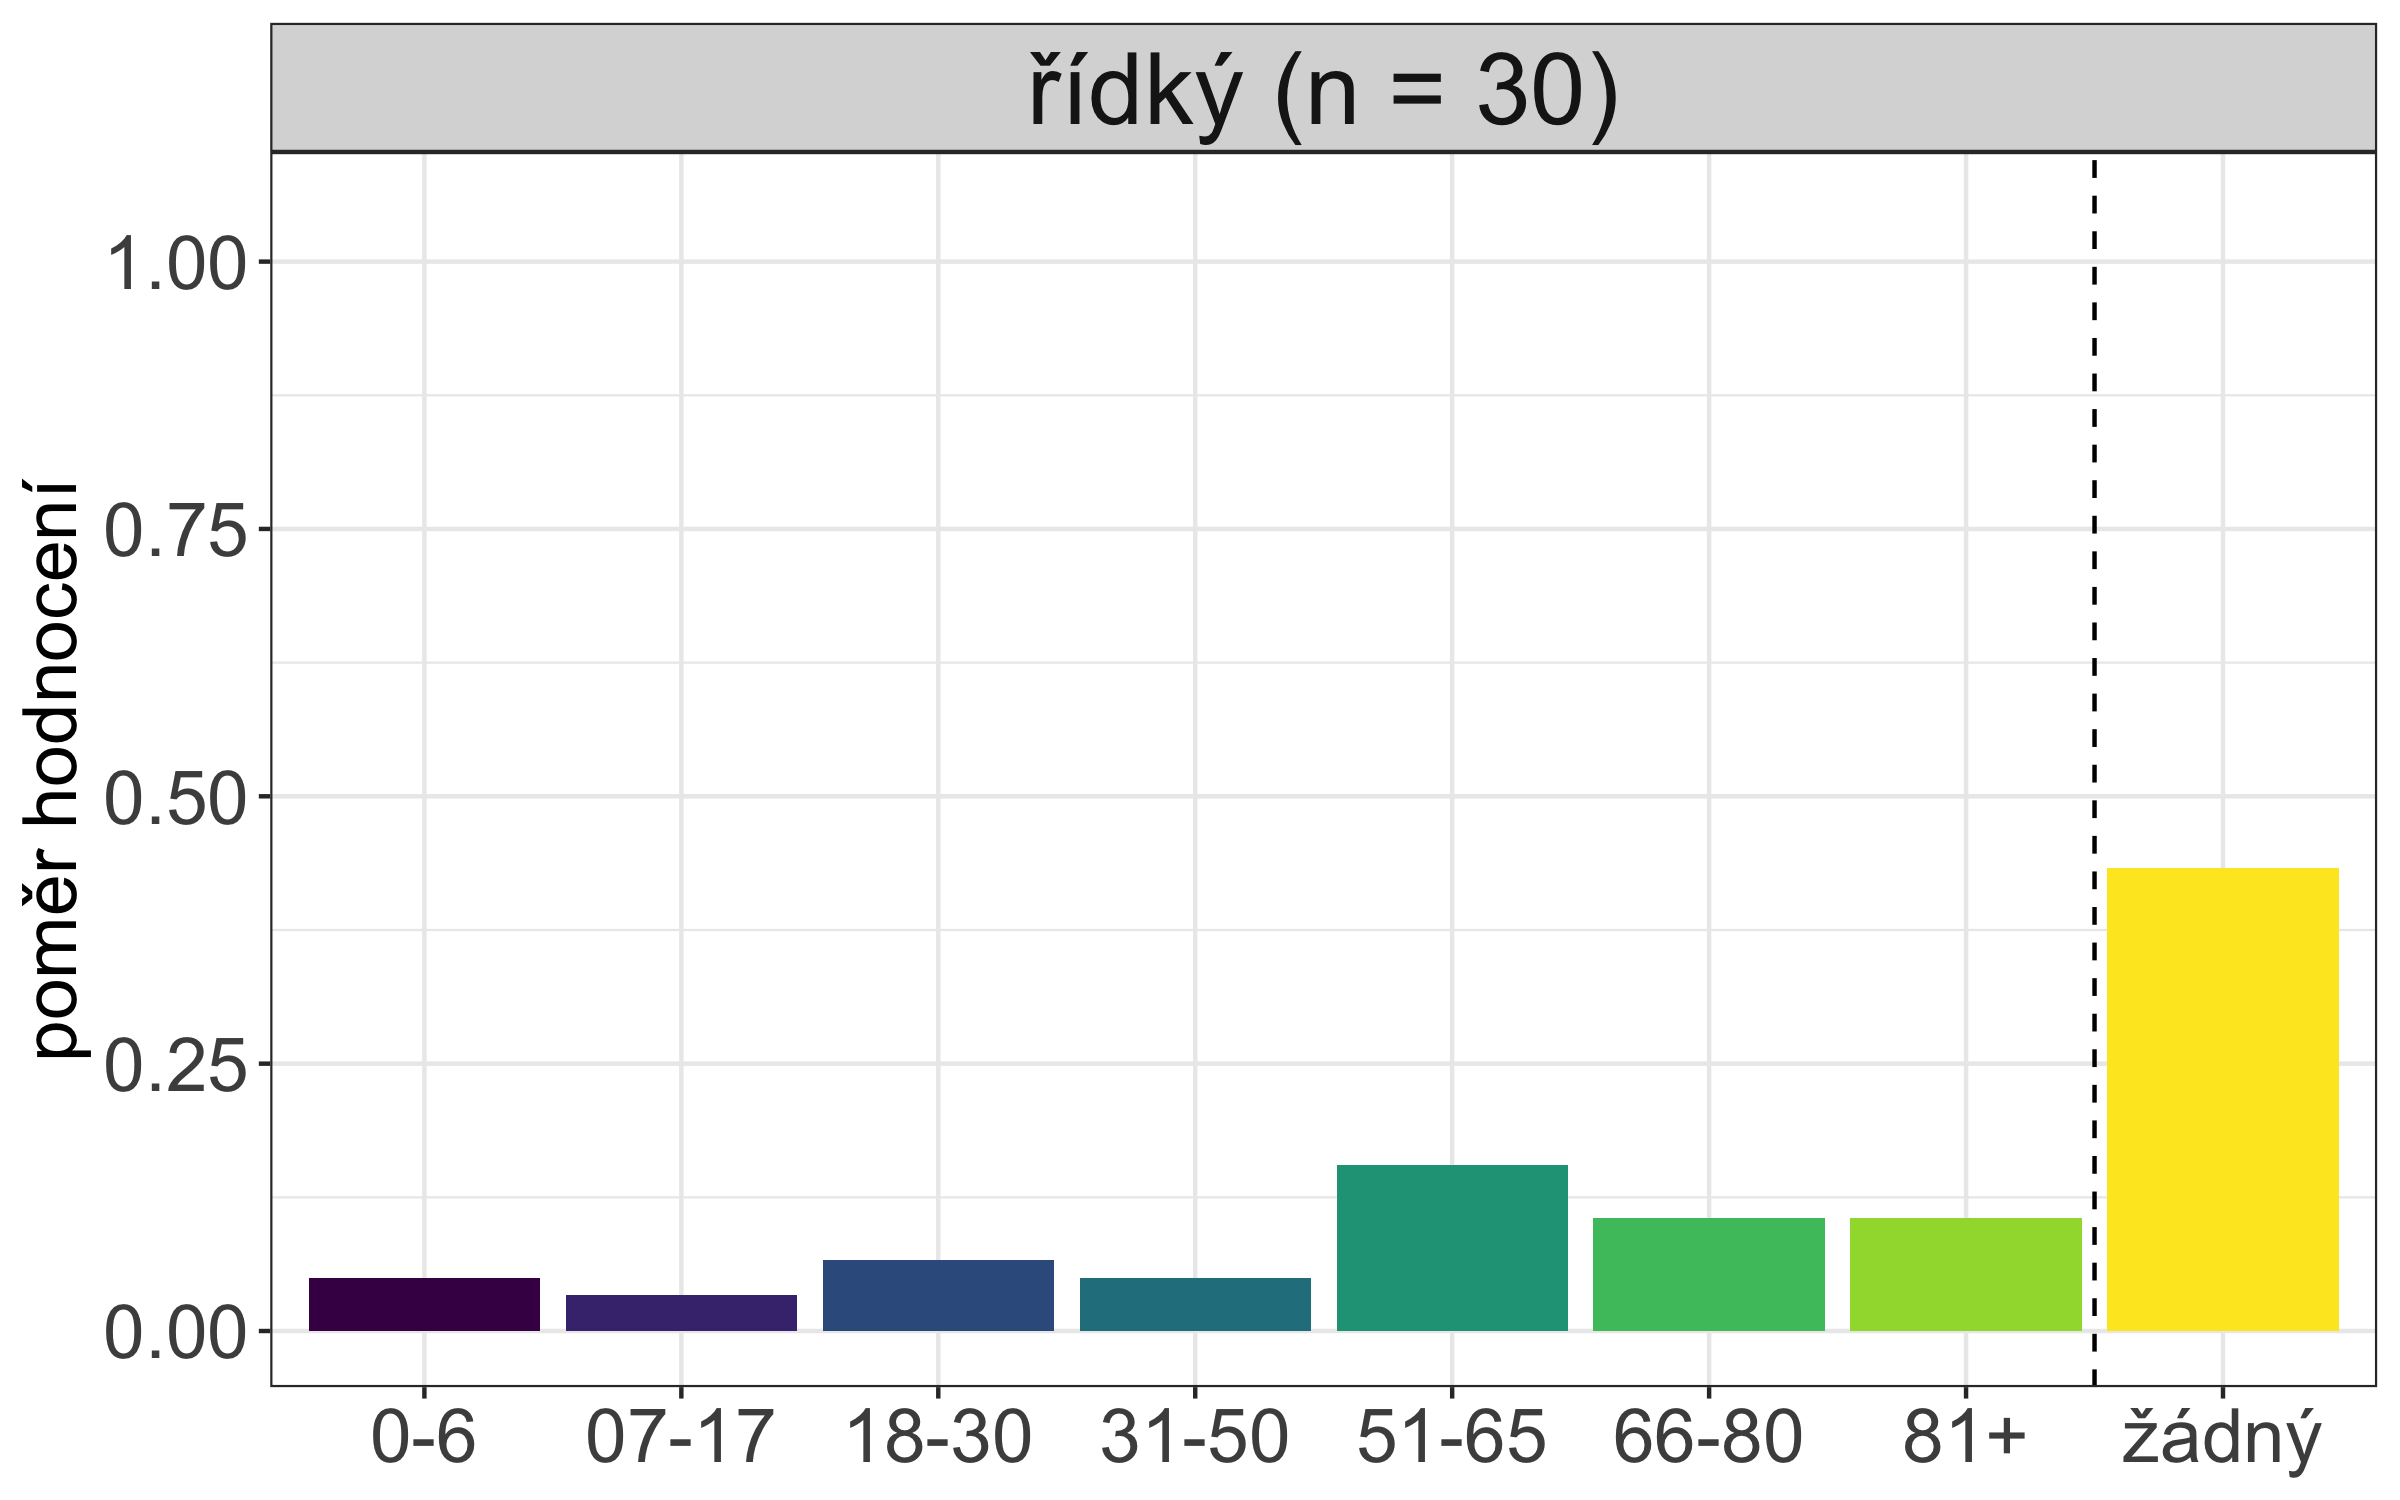 řídký (n = 30)
poměr hodnocení
1.00
0.75
0.50
0.25
0.00
0-6 07-17 18-30 31-50 51-65 66-80 81+ žádný